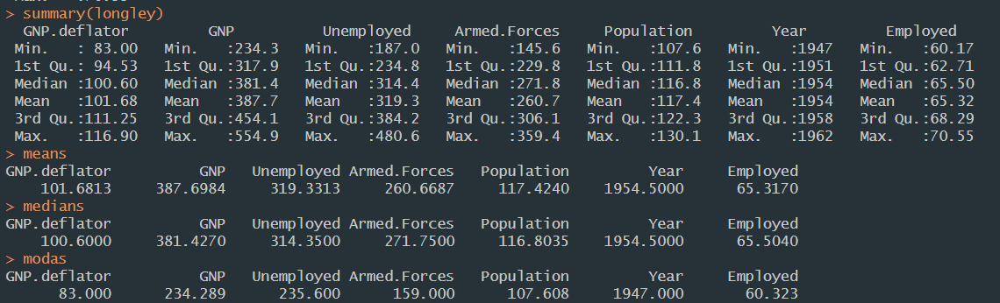 > summary(longley)
GNP.deflator GNP Unemployed Armed.Forces Population Year Employed
Min. : 83.00 Min. :234.3 Min. :187.0 Min. :145.6 Min. :107.6 Min. :1947 Min. :60.17
1st Qu.: 94.53 1st Qu.:317.9 1st Qu.:234.8 1st Qu.:229.8 1st Qu.:111.8 1st Qu.:1951 1st Qu.:62.71
Median :100.60 Median :381.4 Median :314.4 Median :271.8 Median :116.8 Median :1954 Median :65.50
Mean :101.68 Mean :387.7 Mean :319.3 Mean :260.7 Mean :117.4 Mean :1954 Mean :65.32
3rd Qu.:111.25 3rd Qu.:454.1 3rd Qu.:384.2 3rd Qu.:306.1 3rd Qu.:122.3 3rd Qu.:1958 3rd Qu.:68.29
Max. :116.90 Max. :554.9 Max. :480.6 Max. :359.4 Max. :130.1 Max. :1962 Max. :70.55
> means
GNP.deflator GNP Unemployed Armed.Forces Population Year Employed
101.6813 387.6984 319.3313 260.6687 117.4240 1954.5000 65.3170
> medians
GNP.deflator GNP Unemployed Armed.Forces Population Year Employed
100.6000 381.4270 314.3500 271.7500 116.8035 1954.5000 65.5040
> modas
GNP.deflator GNP Unemployed Armed.Forces Population Year Employed
83.000 234.289 235.600 159.000 107.608 1947.000 60.323